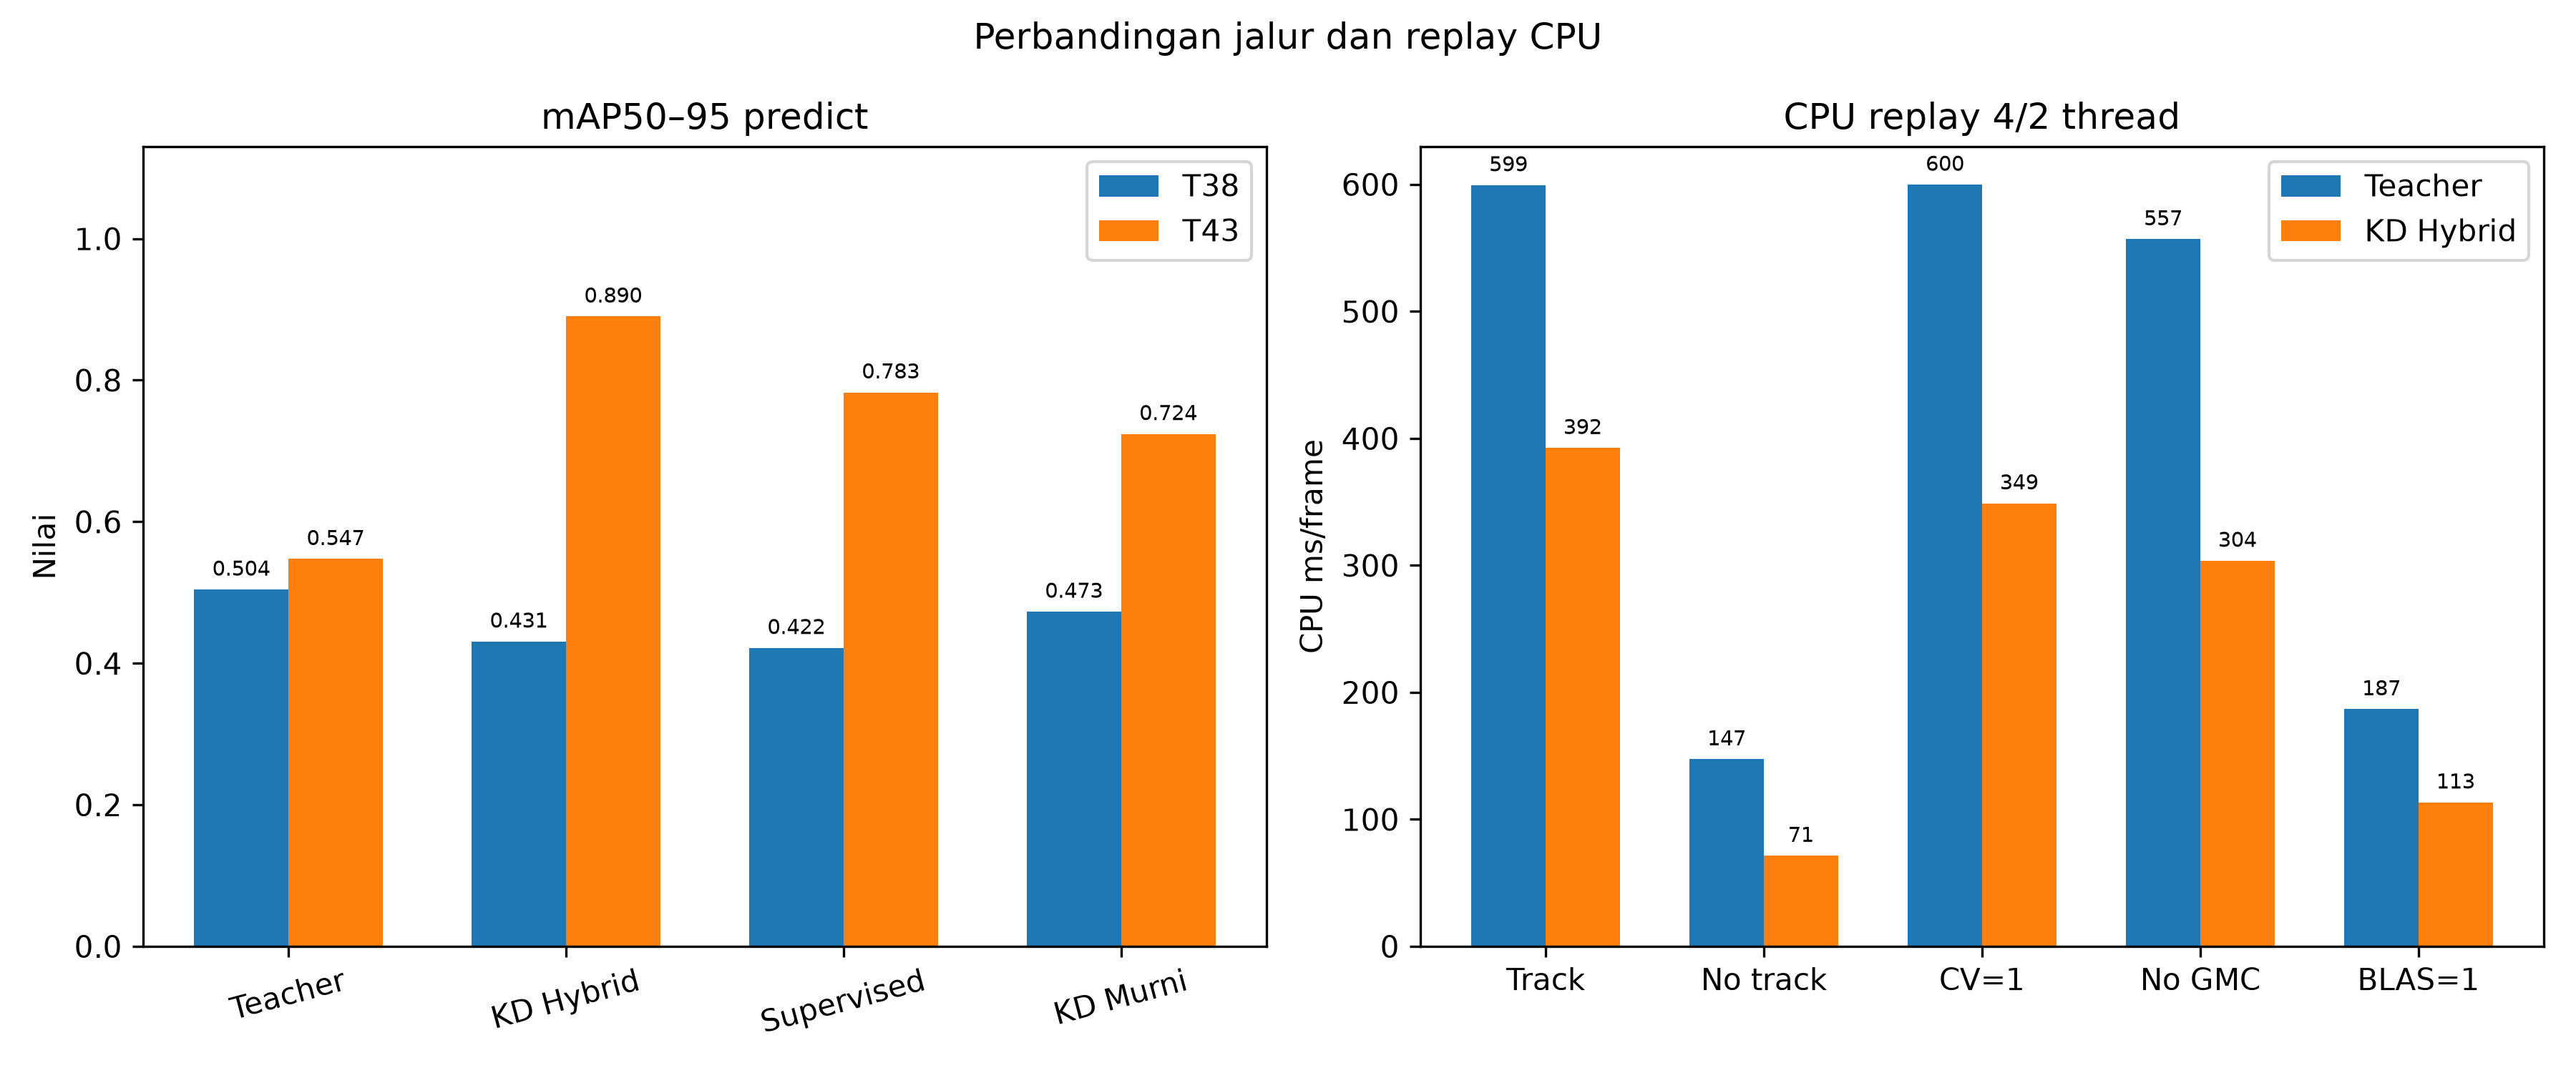 Perbandingan jalur dan replay CPU
mAP50–95 predict
Nilai
1.0
0.8
0.6
0.4
0.2
0.0
T38
T43
0.504
0.547
0.431
0.890
0.422
0.783
0.473
0.724
Teacher
KD Hybrid
Supervised
KD Murni
CPU replay 4/2 thread
CPU ms/frame
600
500
400
300
200
100
0
Teacher
KD Hybrid
599
392
147
71
600
349
557
304
187
113
Track
No track
CV=1
No GMC
BLAS=1